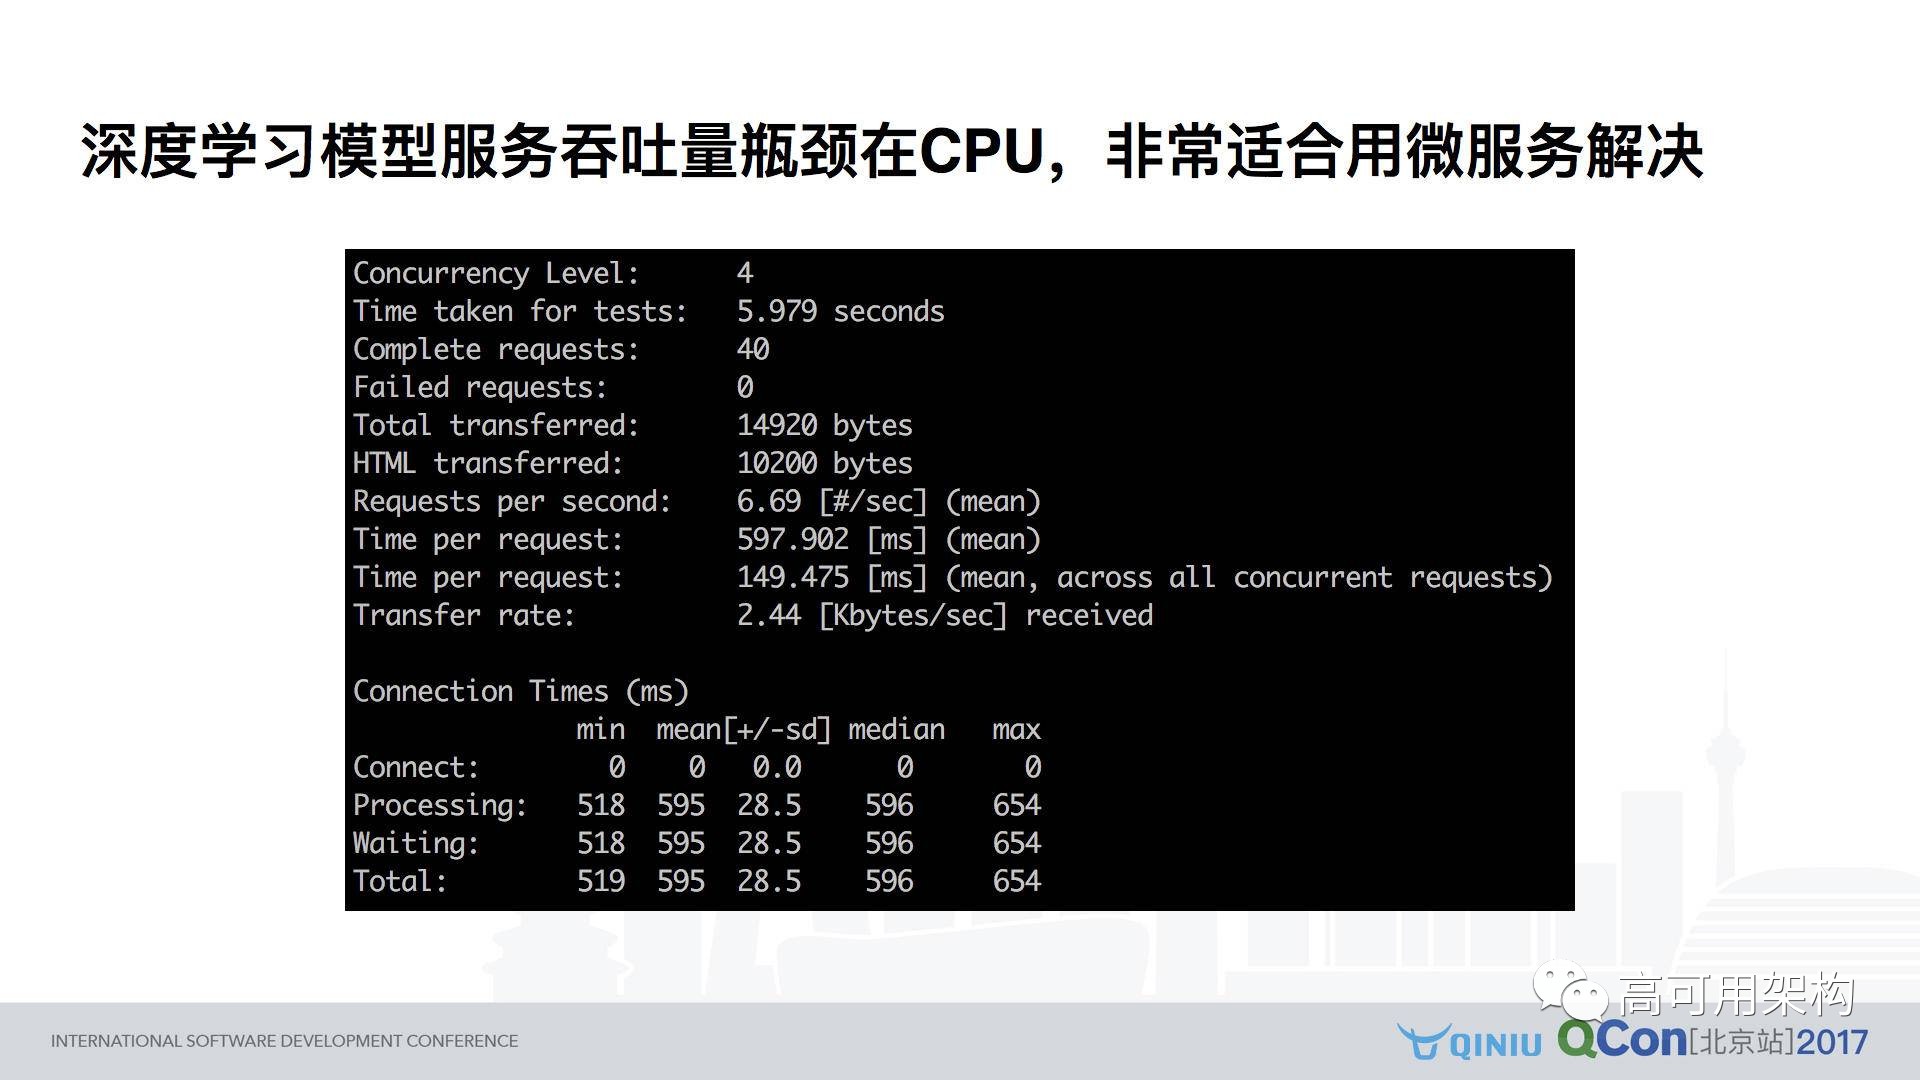 深度学习模型服务吞吐量瓶颈在CPU，非常适合用微服务解决
Concurrency Level: 4
Time taken for tests: 5.979 seconds
Complete requests: 40
Failed requests: 0
Total transferred: 14920 bytes
HTML transferred: 10200 bytes
Requests per second: 6.69 [#/sec] (mean)
Time per request: 597.902 [ms] (mean)
Time per request: 149.475 [ms] (mean, across all concurrent requests)
Transfer rate: 2.44 [Kbytes/sec] received
Connection Times (ms)
min mean[+/-sd] median max
Connect: 0 0 0.0 0 0
Processing: 518 595 28.5 596 654
Waiting: 518 595 28.5 596 654
Total: 519 595 28.5 596 654
高可用架构
INTERNATIONAL SOFTWARE DEVELOPMENT CONFERENCE
QINIU QCon[北京站]2017